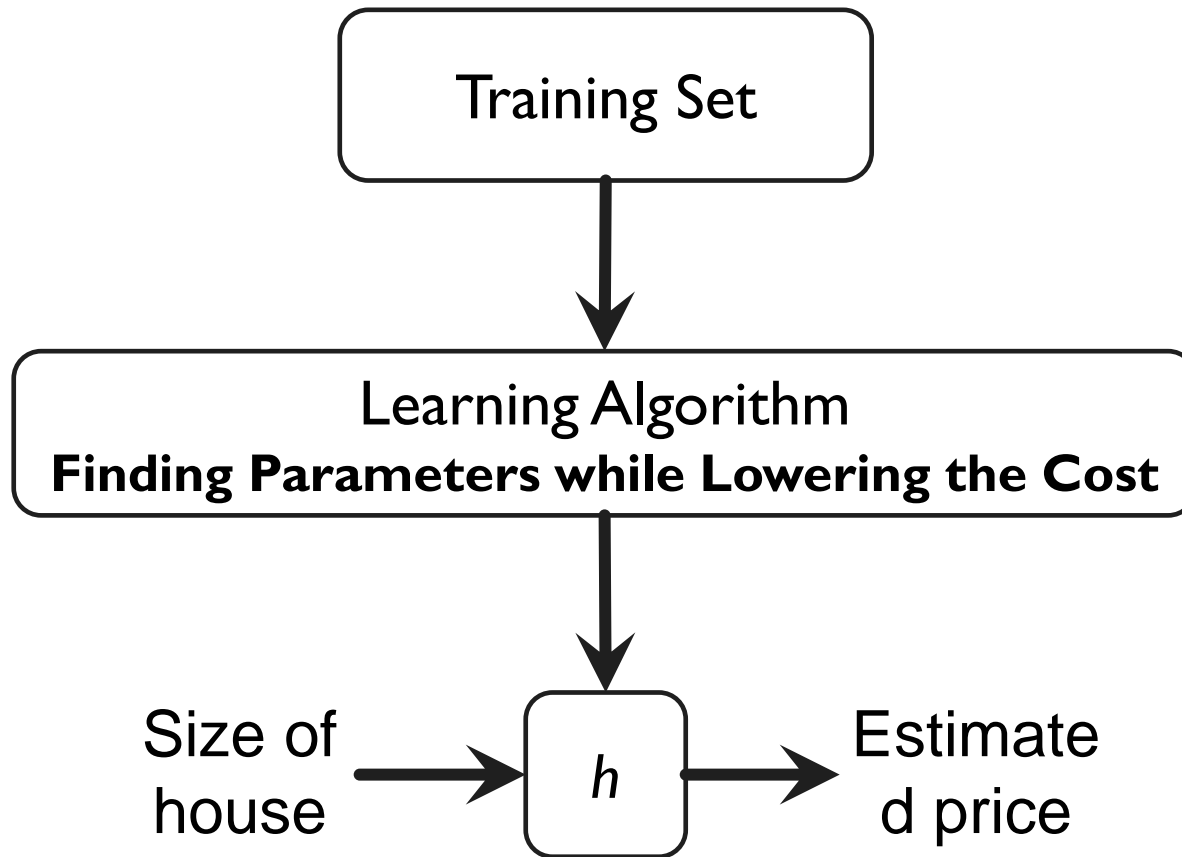 Training Set
Learning Algorithm
Finding Parameters while Lowering the Cost
Size of
house
h
Estimate
d price